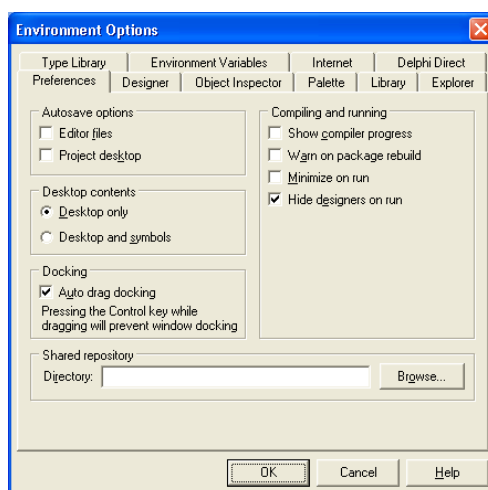 Environment Options
Type Library Environment Variables Internet Delphi Direct
Preferences Designer Object Inspector Palette Library Explorer
Autosave options
Editor files
Project desktop
Desktop contents
Desktop only
Desktop and symbols
Docking
Auto drag docking
Pressing the Control key while
dragging will prevent window docking
Compiling and running
Show compiler progress
Warn on package rebuild
Minimize on run
Hide designers on run
Shared repository
Directory: Browse...
OK Cancel Help